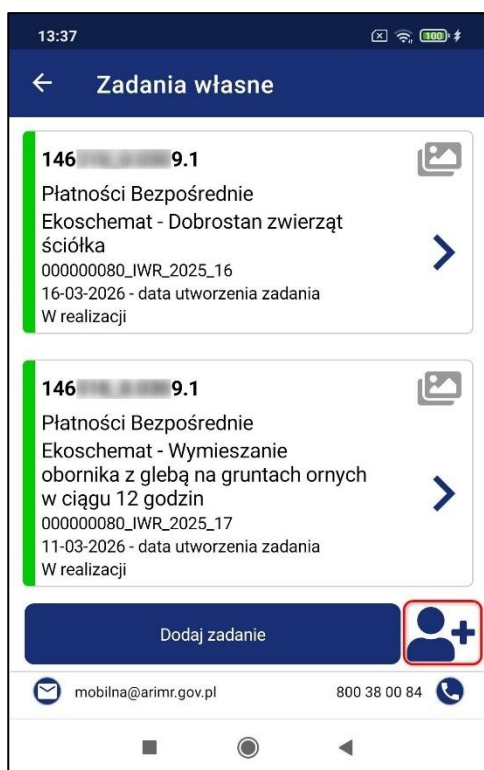 13:37
100
Zadania własne
146 9.1
Płatności Bezpośrednie
Ekoschemat - Dobrostan zwierząt
ściółka
000000080_IWR_2025_16
16-03-2026 - data utworzenia zadania
W realizacji
146 9.1
Płatności Bezpośrednie
Ekoschemat - Wymieszanie
obornika z glebą na gruntach ornych
w ciągu 12 godzin
000000080_IWR_2025_17
11-03-2026 - data utworzenia zadania
W realizacji
Dodaj zadanie
mobilna@arimr.gov.pl 800 38 00 84